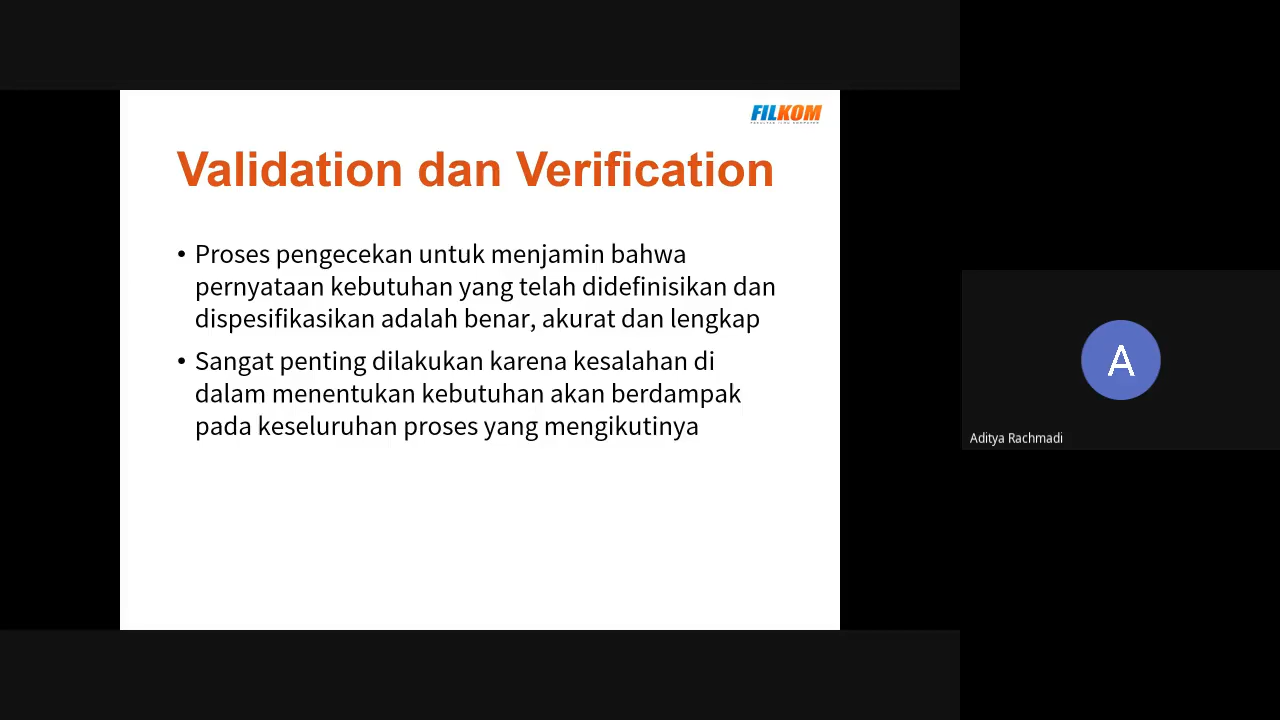 FILKOM
Validation dan Verification
• Proses pengecekan untuk menjamin bahwa
pernyataan kebutuhan yang telah didefinisikan dan
dispesifikasikan adalah benar, akurat dan lengkap
• Sangat penting dilakukan karena kesalahan di
dalam menentukan kebutuhan akan berdampak
pada keseluruhan proses yang mengikutinya
A
Aditya Rachmadi